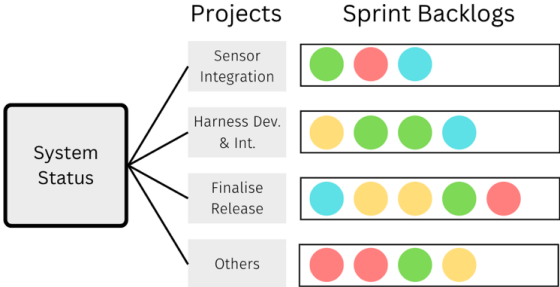 Projects
Sprint Backlogs
System
Status
Sensor
Integration
Harness Dev.
& Int.
Finalise
Release
Others